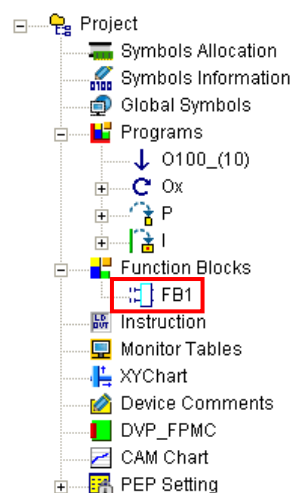 Project
Symbols Allocation
Symbols Information
Global Symbols
Programs
O100_(10)
Ox
P
I
Function Blocks
FB1
Instruction
Monitor Tables
XYChart
Device Comments
DVP_FPMC
CAM Chart
PEP Setting